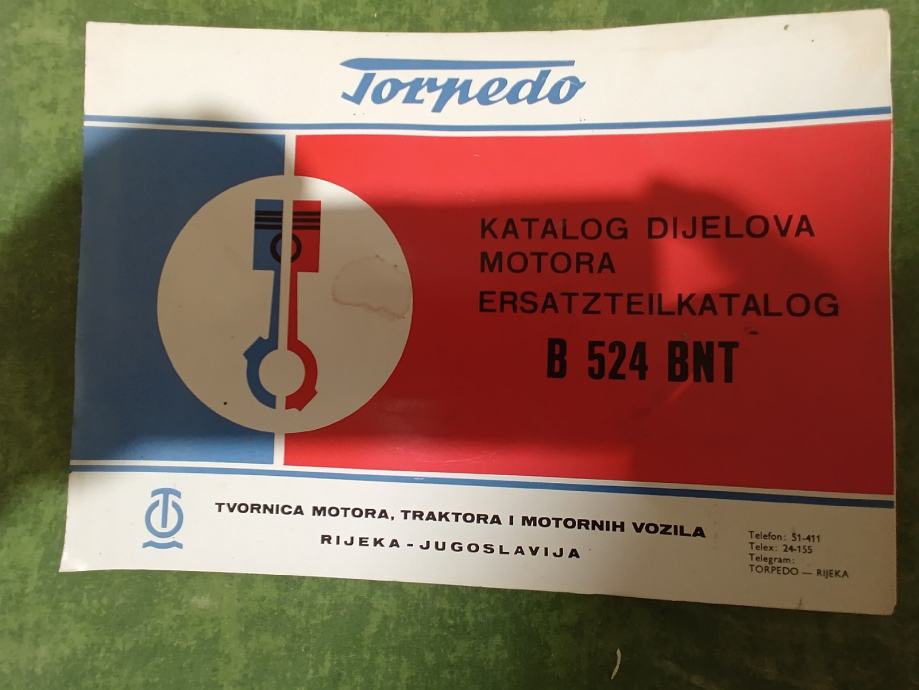 Torpedo
KATALOG DIJELOVA
MOTORA
ERSATZTEILKATALOG
B 524 BNT
TVORNICA MOTORA, TRAKTORA I MOTORNIH VOZILA
RIJEKA - JUGOSLAVIJA
Telefon: 51-411
Telex: 24-155
Telegram:
TORPEDO — RIJEKA